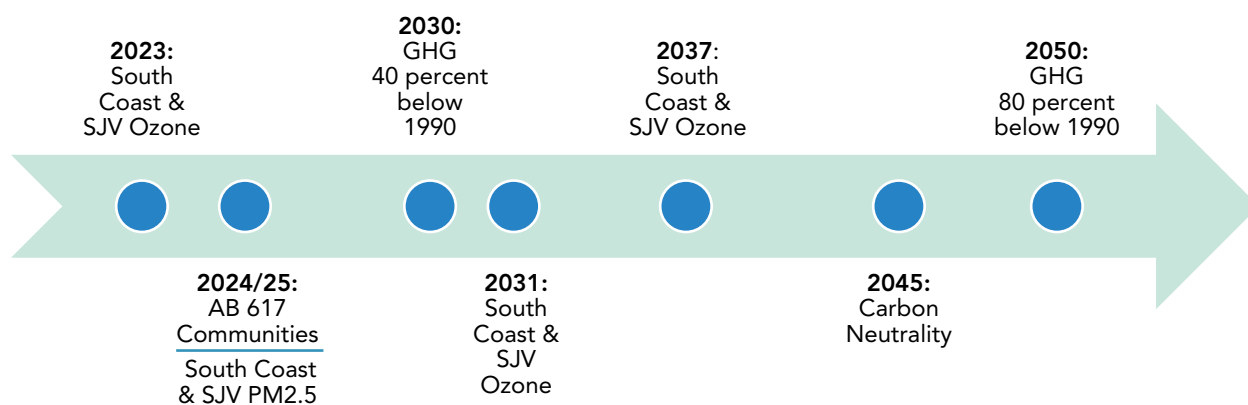 2023:
South
Coast &
SJV Ozone
2024/25:
AB 617
Communities
South Coast
& SJV PM2.5
2030:
GHG
40 percent
below
1990
2031:
South
Coast &
SJV
Ozone
2037:
South
Coast &
SJV Ozone
2045:
Carbon
Neutrality
2050:
GHG
80 percent
below 1990